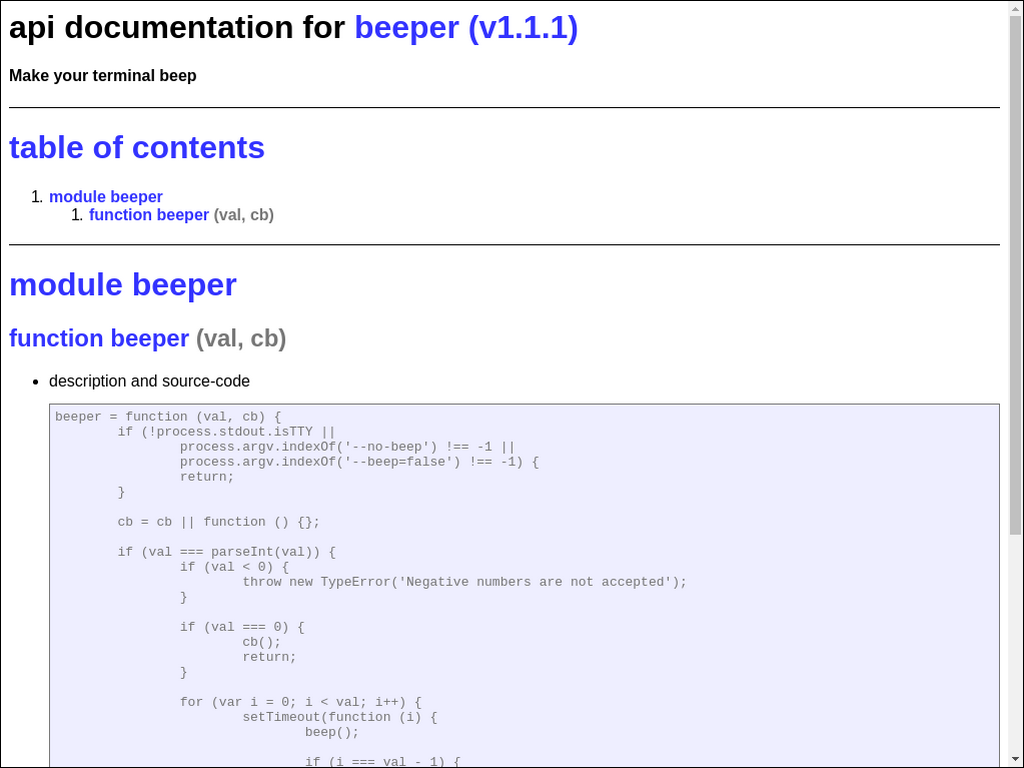 api documentation for beeper (v1.1.1)
Make your terminal beep
table of contents
1. module beeper
1. function beeper (val, cb)
module beeper
function beeper (val, cb)
• description and source-code
beeper = function (val, cb) {
        if (!process.stdout.isTTY ||
                process.argv.indexOf('--no-beep') !== -1 ||
                process.argv.indexOf('--beep=false') !== -1) {
                return;
        }
        cb = cb || function () {};
        if (val === parseInt(val)) {
                if (val < 0) {
                        throw new TypeError('Negative numbers are not accepted');
                }
                if (val === 0) {
                        cb();
                        return;
                }
                for (var i = 0; i < val; i++) {
                        setTimeout(function (i) {
                                beep();
                                if (i === val - 1) {